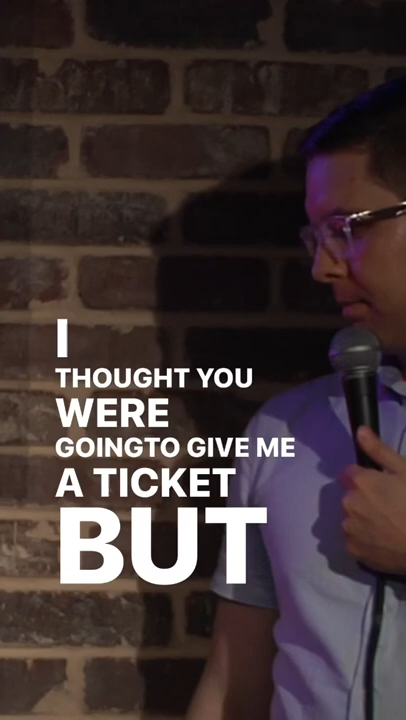 I
THOUGHT YOU
WERE
GOINGTO GIVE ME
A TICKET
BUT